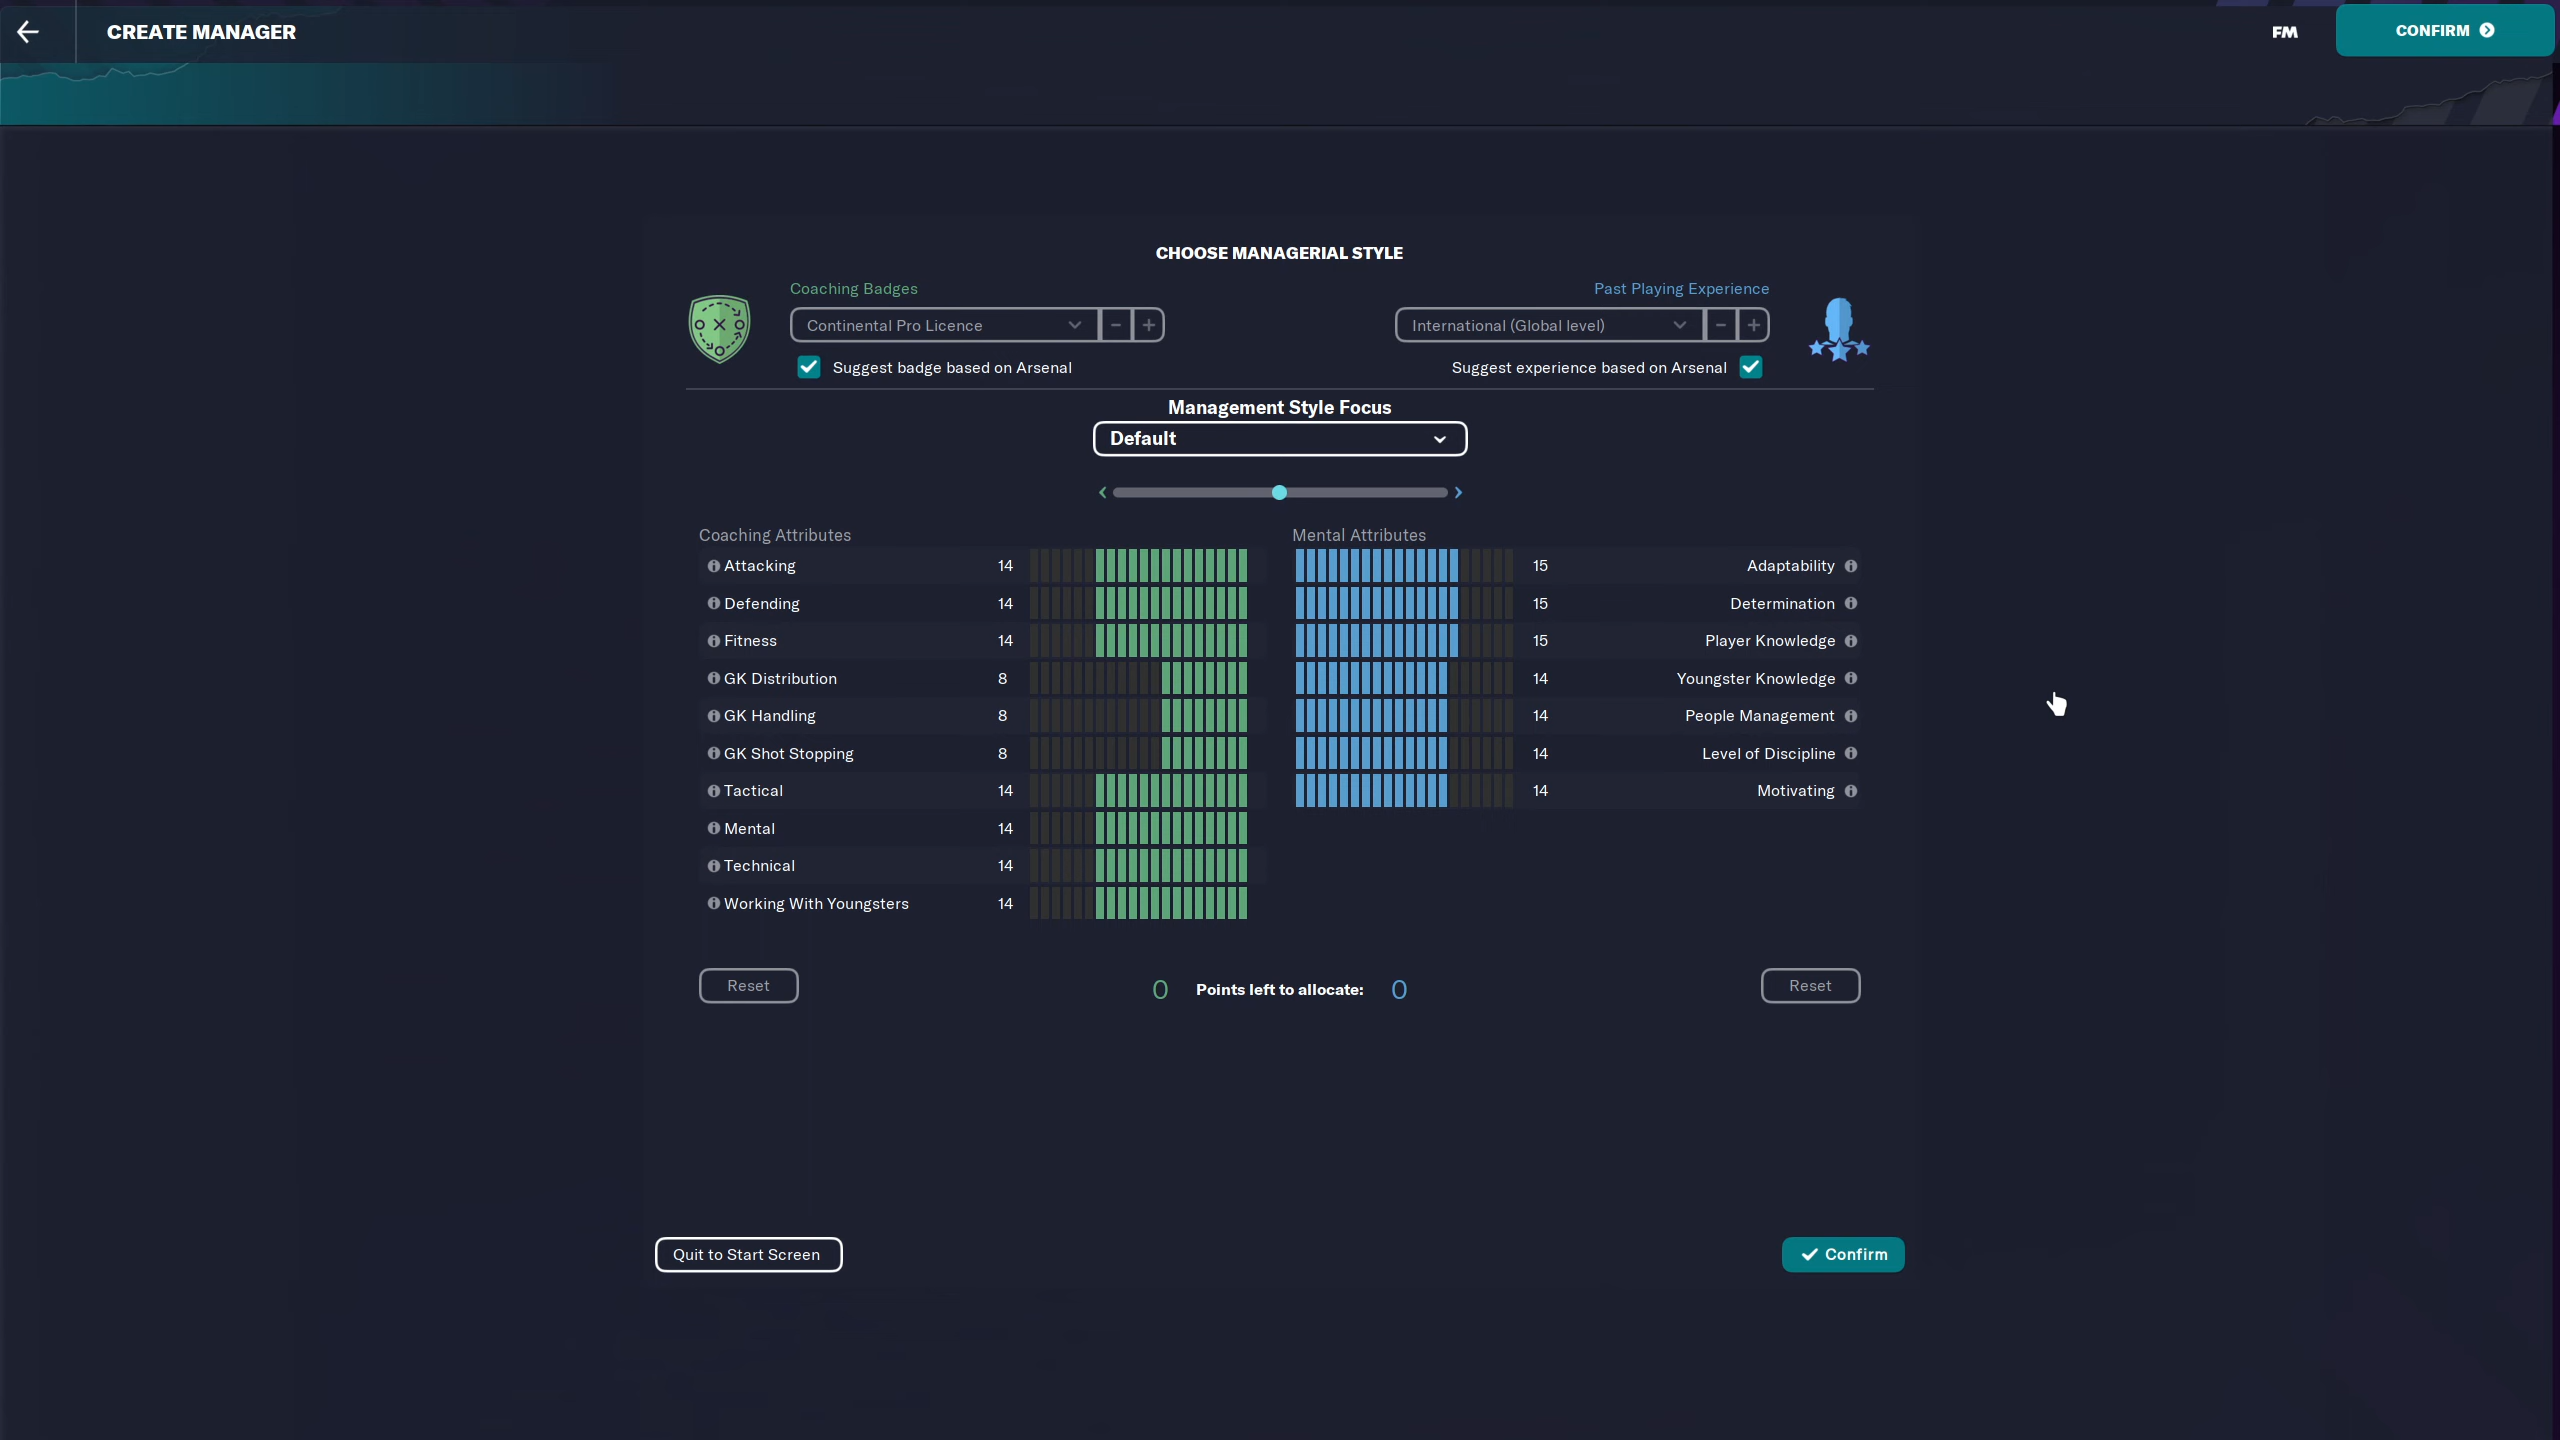 CREATE MANAGER
FM
CONFIRM
CHOOSE MANAGERIAL STYLE
Coaching Badges
Past Playing Experience
Continental Pro Licence
International (Global level)
Suggest badge based on Arsenal
Suggest experience based on Arsenal
Management Style Focus
Default
Coaching Attributes
Mental Attributes
Attacking 14
15 Adaptability
Defending 14
15 Determination
Fitness 14
15 Player Knowledge
GK Distribution 8
14 Youngster Knowledge
GK Handling 8
14 People Management
GK Shot Stopping 8
14 Level of Discipline
Tactical 14
14 Motivating
Mental 14
Technical 14
Working With Youngsters 14
Reset
0 Points left to allocate: 0
Reset
Quit to Start Screen
Confirm